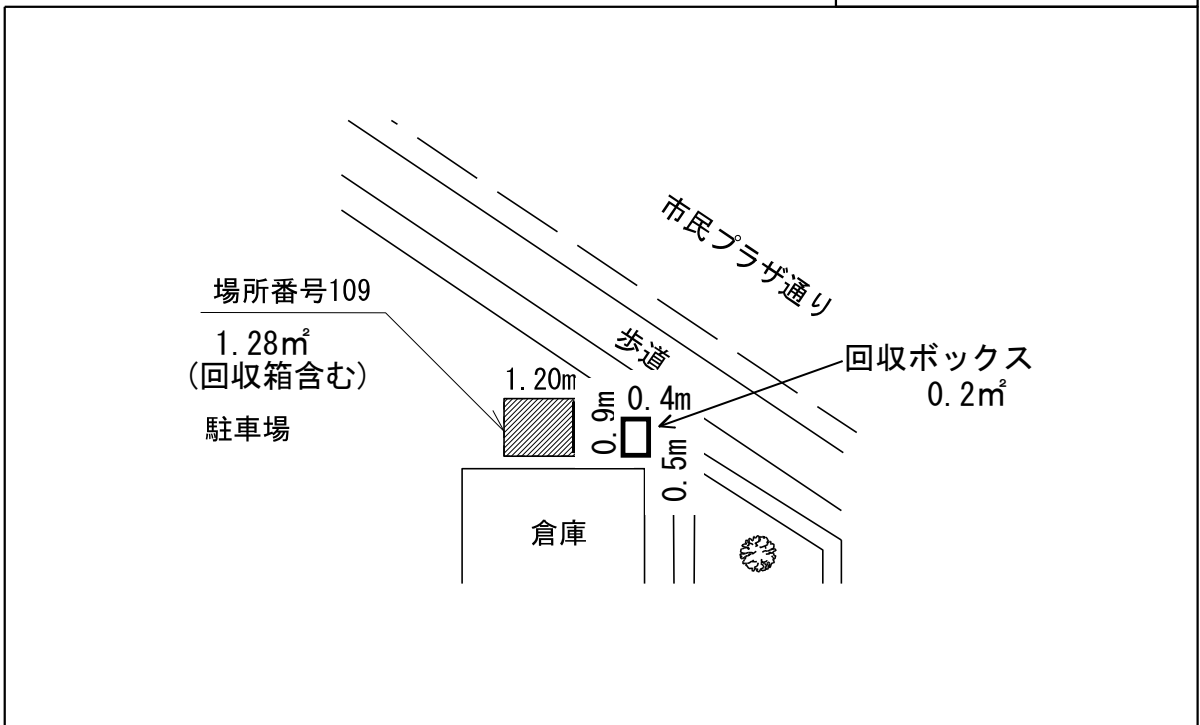 市民プラザ通り
場所番号109
1.28㎡
(回収箱含む)
駐車場
歩道
回収ボックス
0.2㎡
1.20m
0.9m
0.4m
0.5m
倉庫